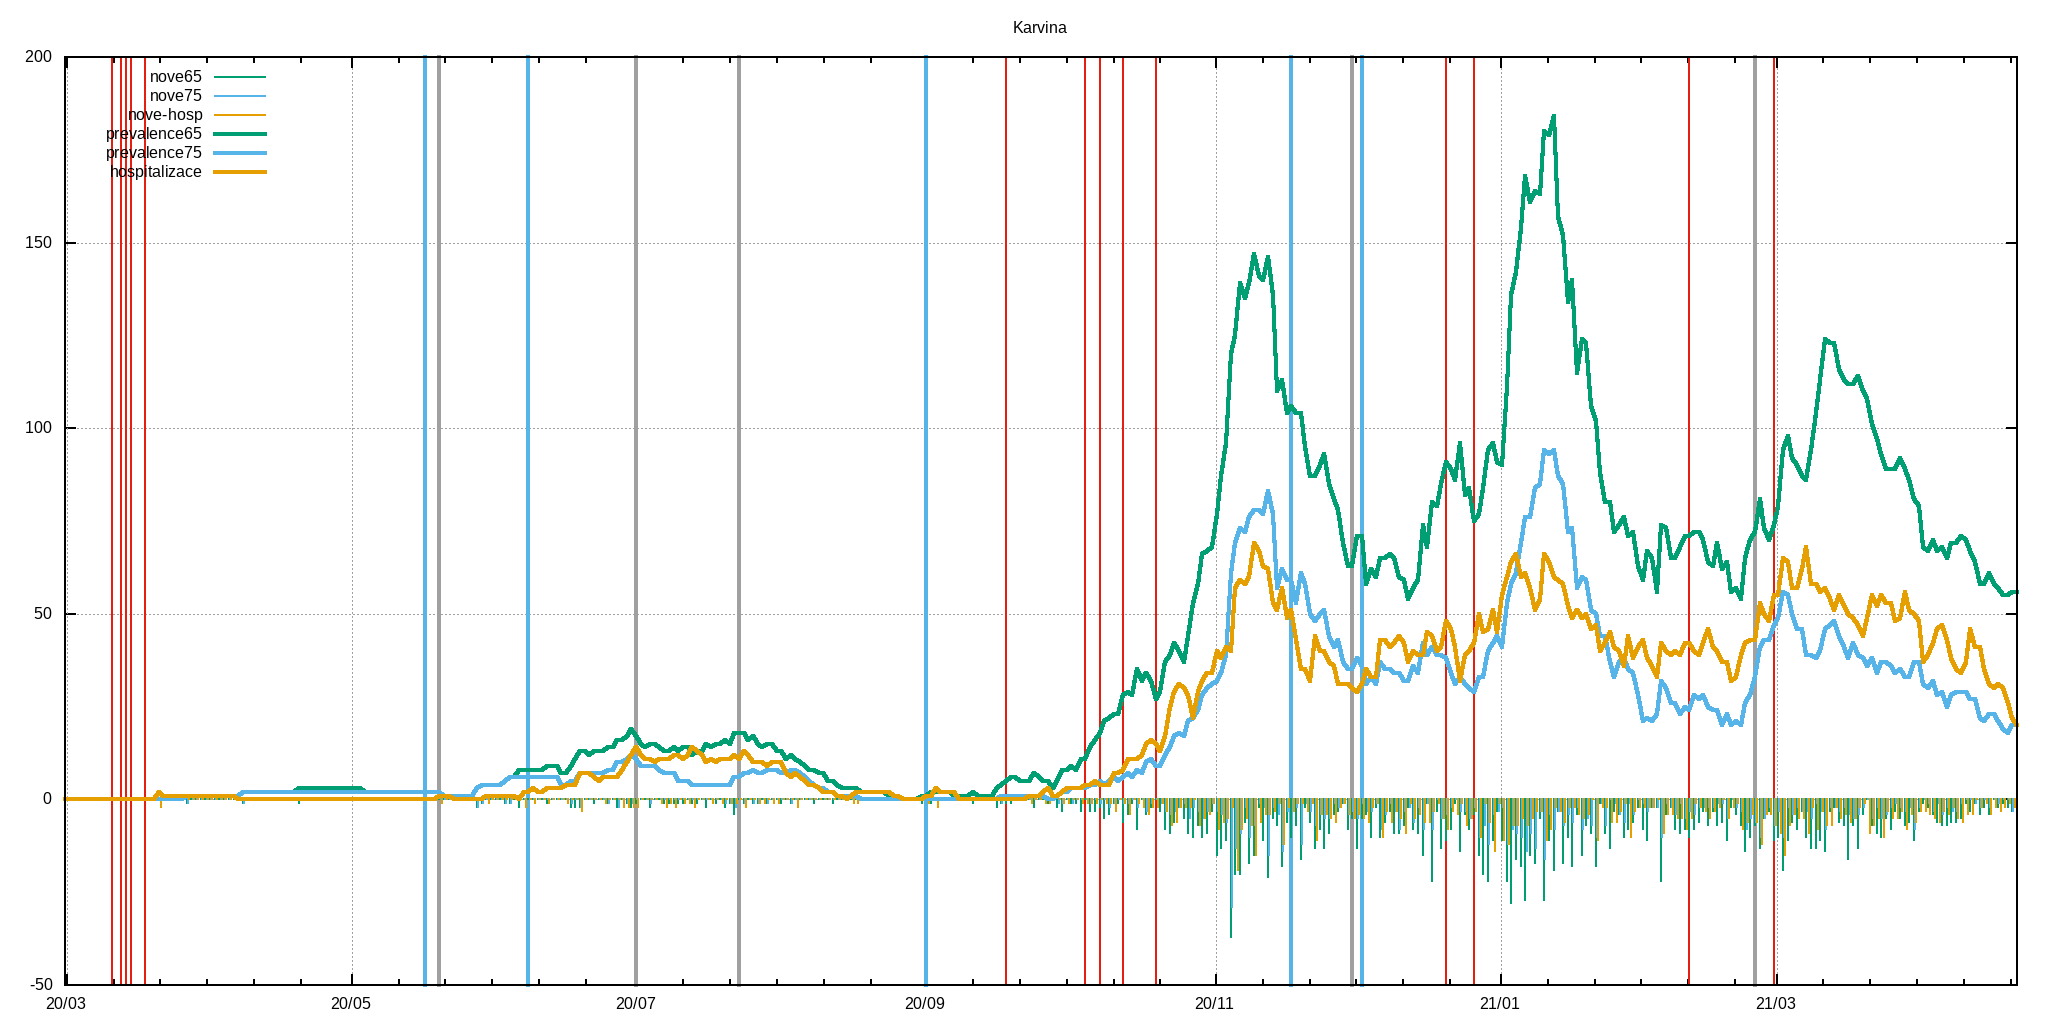 Karvina
200
150
100
50
0
-50
nove65
nove75
nove-hosp
prevalence65
prevalence75
hospitalizace
20/03 20/05 20/07 20/09 20/11 21/01 21/03